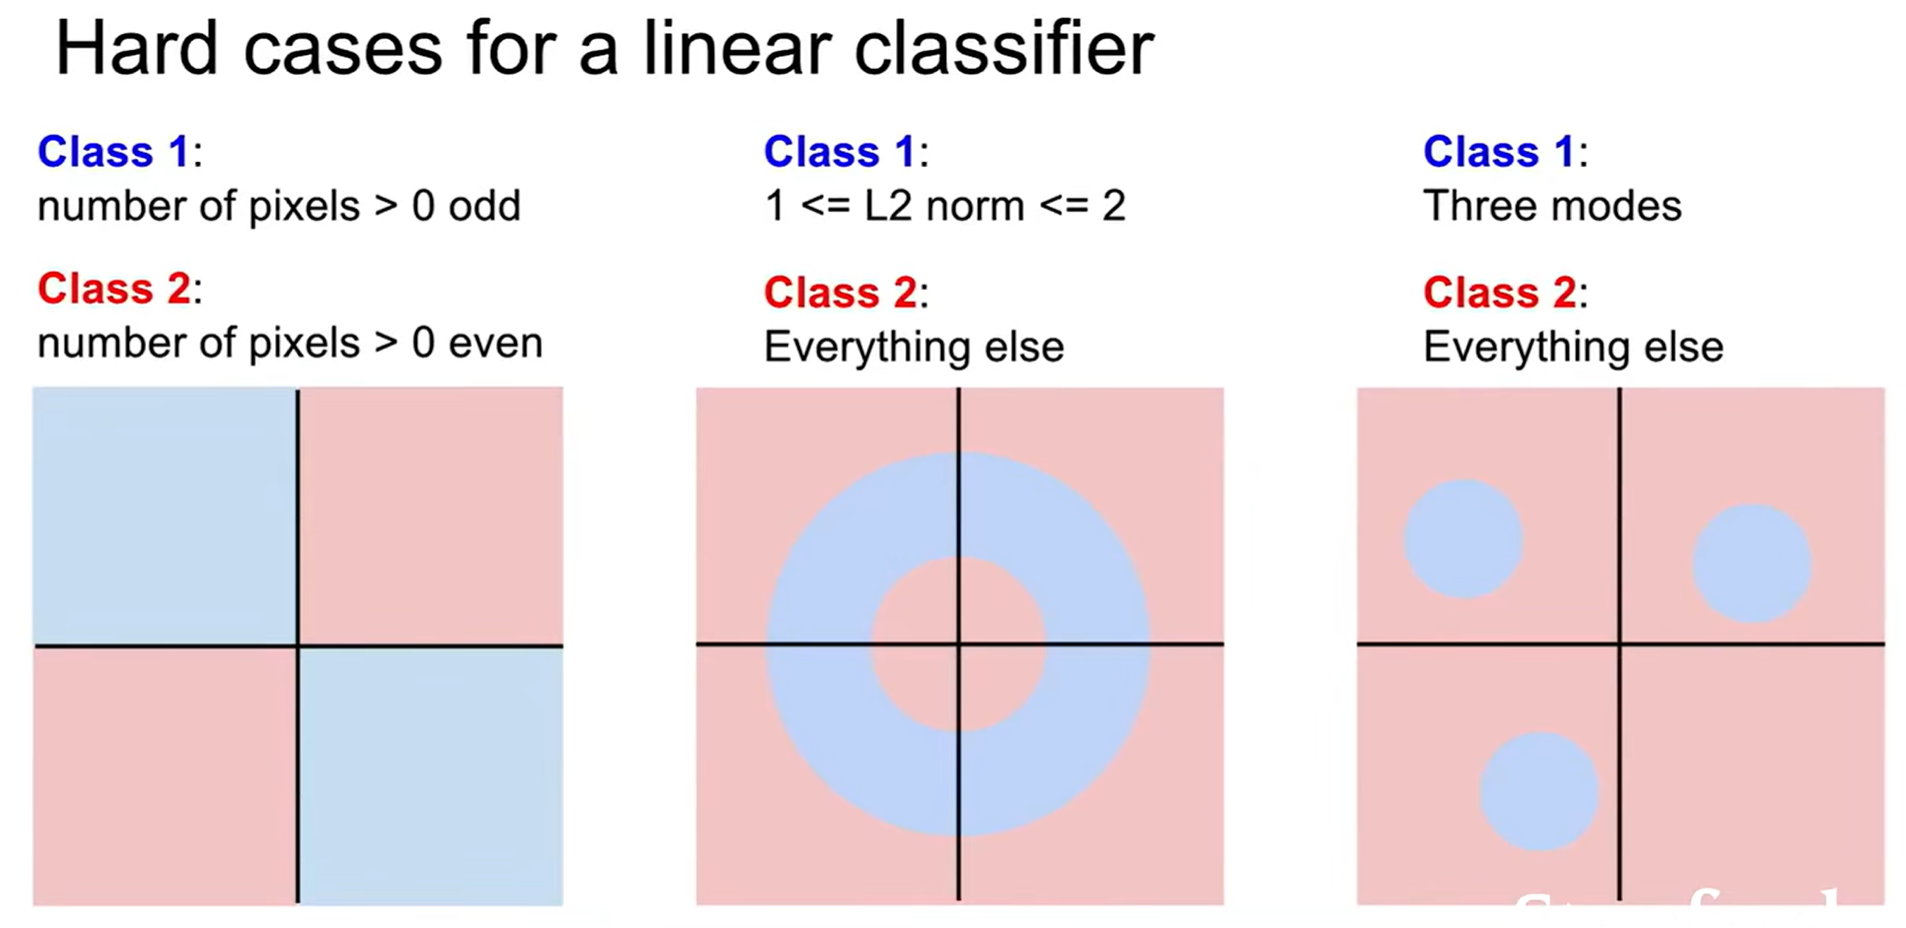 Hard cases for a linear classifier
Class 1:
number of pixels > 0 odd
Class 2:
number of pixels > 0 even
Class 1:
1 <= L2 norm <= 2
Class 2:
Everything else
Class 1:
Three modes
Class 2:
Everything else